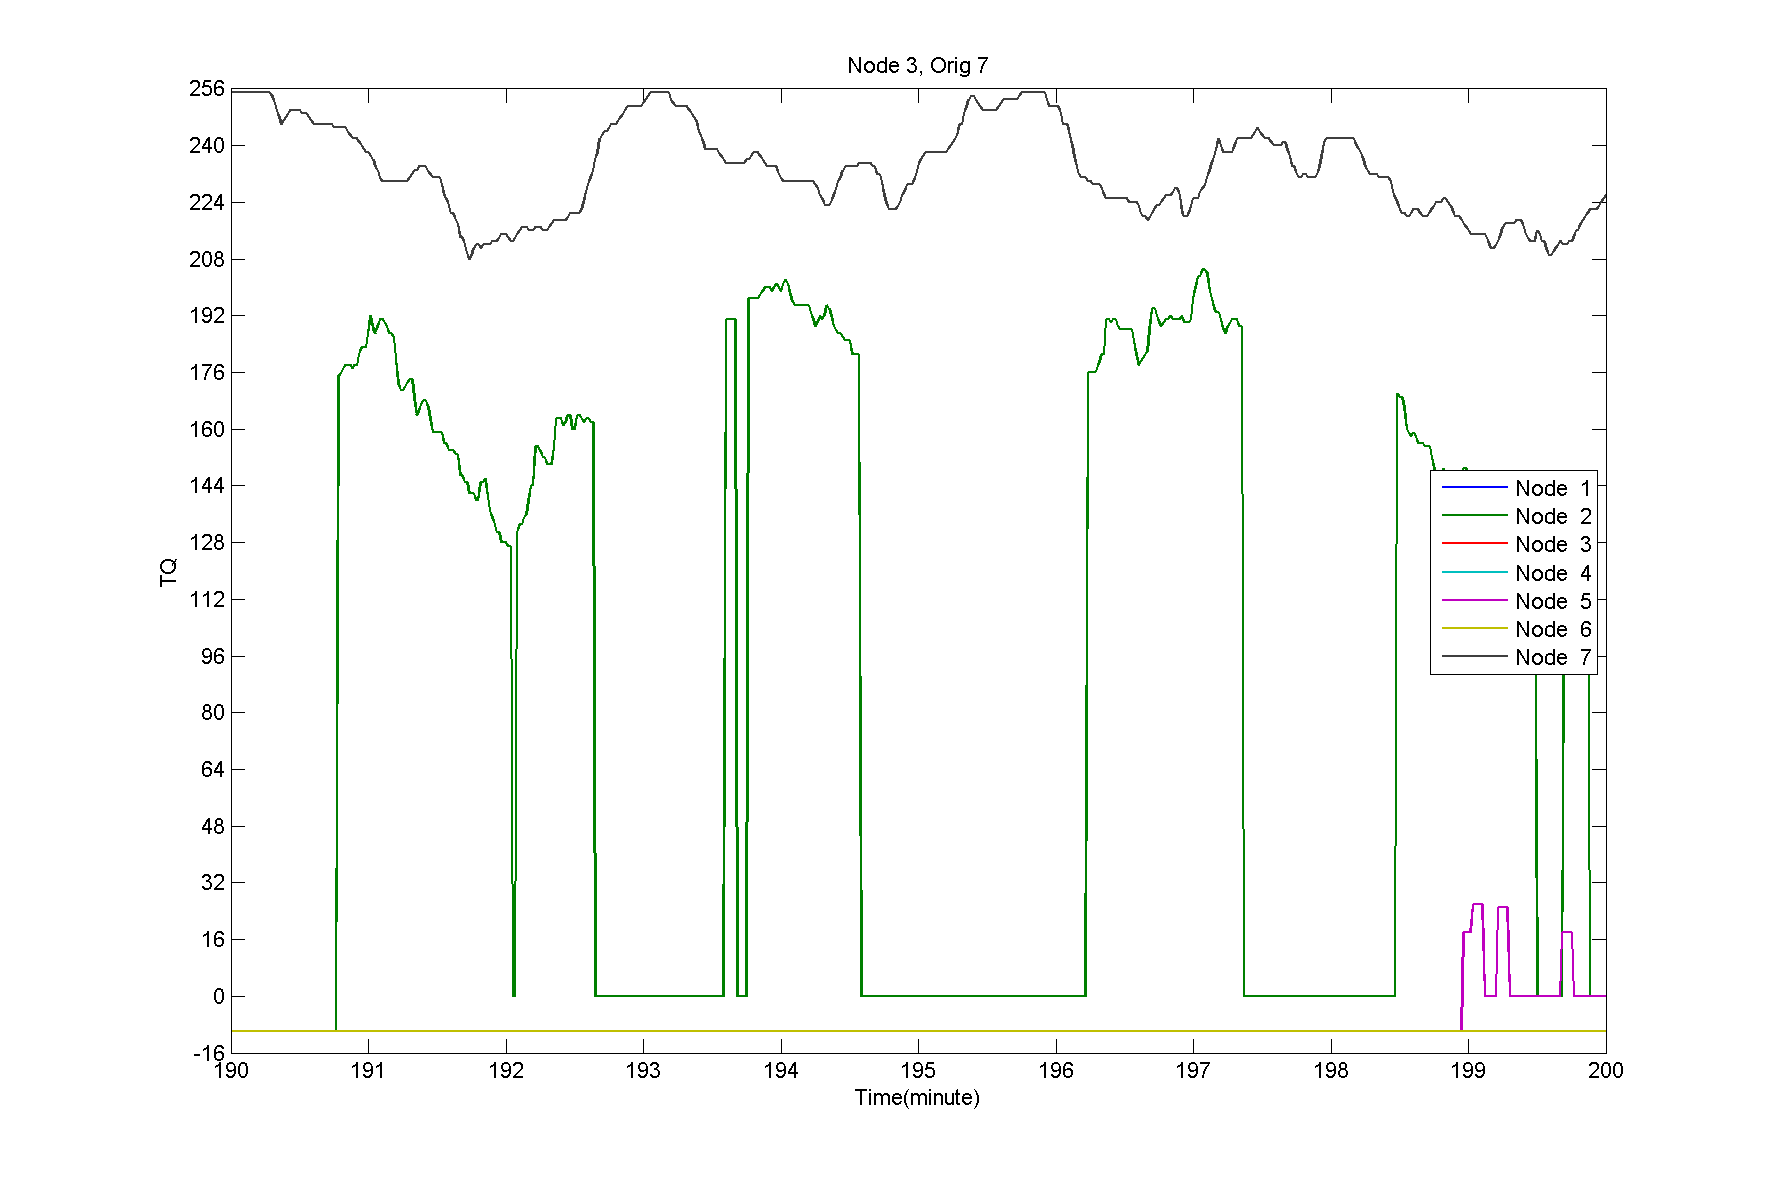 Node 3, Orig 7
256
240
224
208
192
176
160
144
128
112
96
80
64
48
32
16
0
-16
TQ
190 191 192 193 194 195 196 197 198 199 200
Time(minute)
Node 1
Node 2
Node 3
Node 4
Node 5
Node 6
Node 7